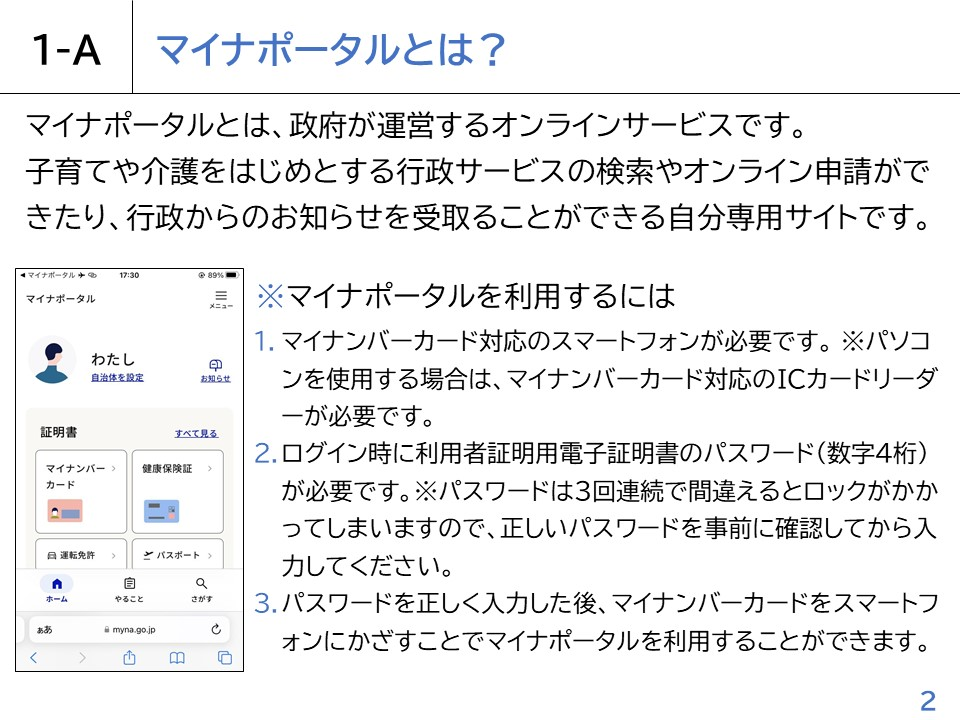 1-A
マイナポータルとは？
マイナポータルとは、政府が運営するオンラインサービスです。
子育てや介護をはじめとする行政サービスの検索やオンライン申請がで
きたり、行政からのお知らせを受取ることができる自分専用サイトです。
◀マイナポータル
17:30
89%
マイナポータル
メニュー
わたし
自治体を設定
お知らせ
証明書
すべて見る
マイナンバー
カード
健康保険証
運転免許
パスポート
ホーム
やること
さがす
ぁあ
myna.go.jp
※マイナポータルを利用するには
1. マイナンバーカード対応のスマートフォンが必要です。※パソコ
ンを使用する場合は、マイナンバーカード対応のICカードリーダ
ーが必要です。
2. ログイン時に利用者証明用電子証明書のパスワード（数字4桁）
が必要です。※パスワードは3回連続で間違えるとロックがかか
ってしまいますので、正しいパスワードを事前に確認してから入
力してください。
3. パスワードを正しく入力した後、マイナンバーカードをスマートフ
ォンにかざすことでマイナポータルを利用することができます。
2